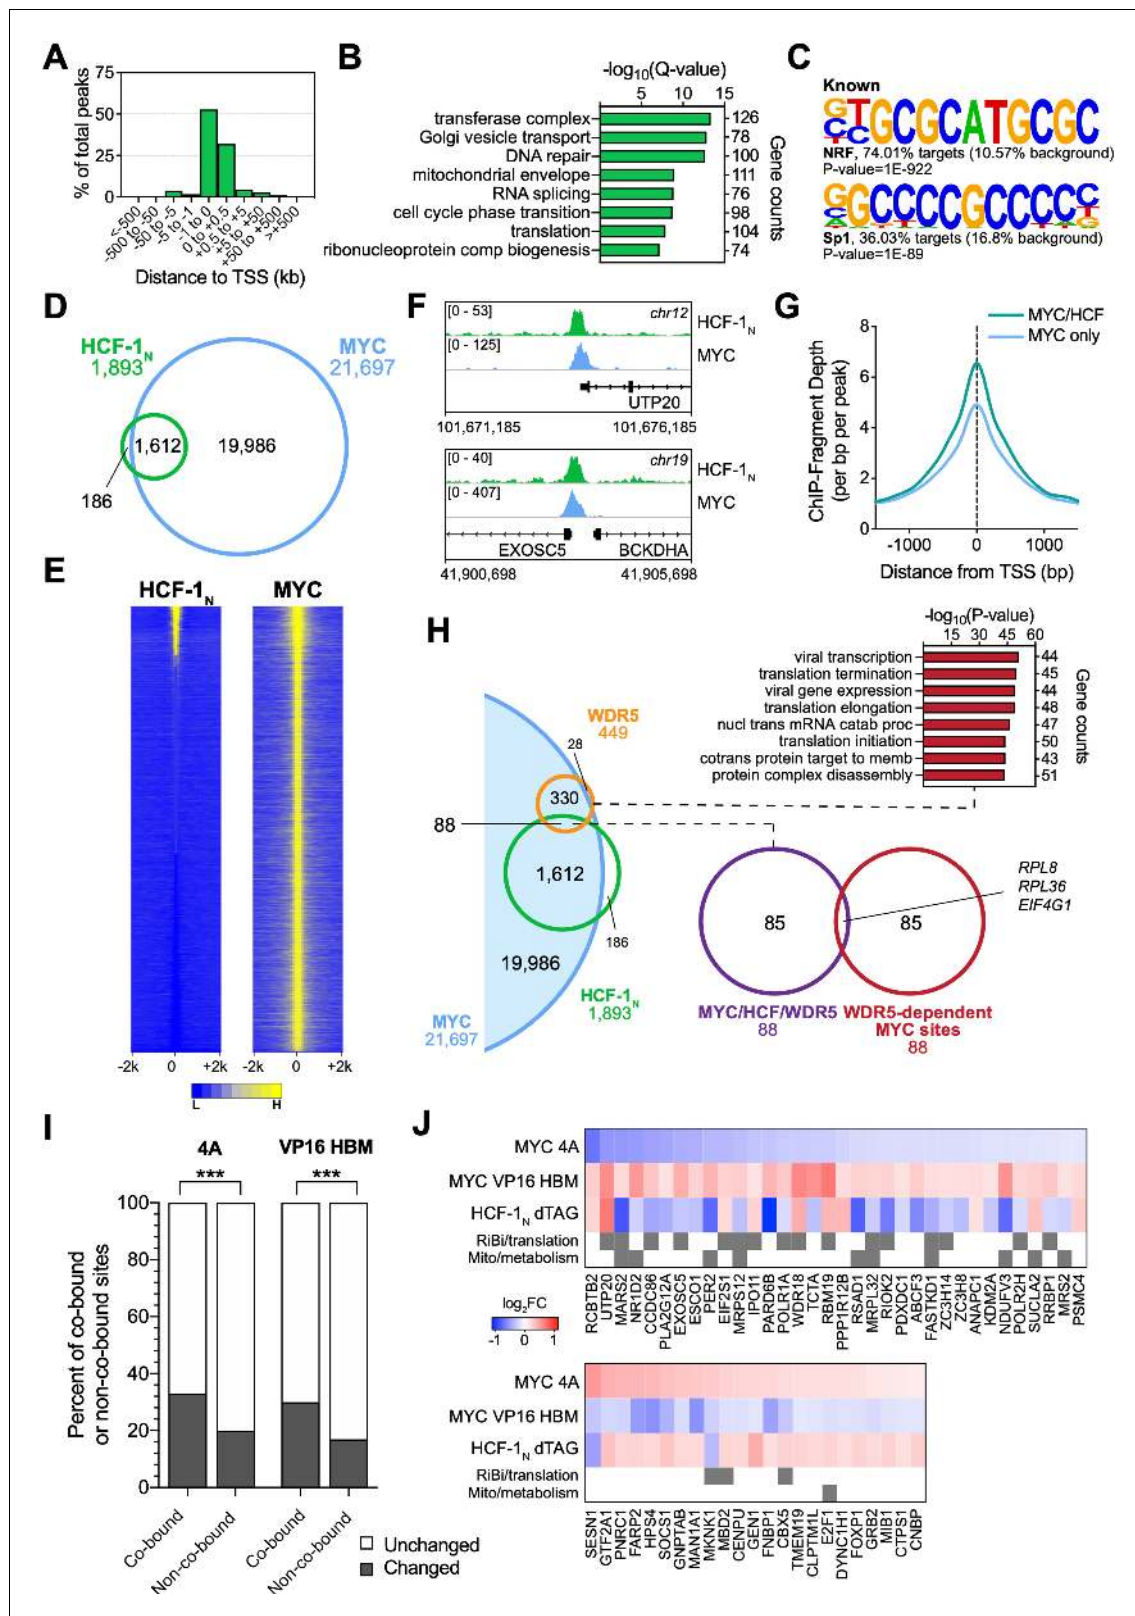 A
75
50
25
0
% of total peaks
<-500
-500 to -50
-50 to -5
-5 to -1
-1 to 0
0 to +0.5
+0.5 to +5
+5 to +50
+50 to +500
>+500
Distance to TSS (kb)
B
-log10(Q-value)
5 10 15
transferase complex 126
Golgi vesicle transport 78
DNA repair 100
mitochondrial envelope 111
RNA splicing 76
cell cycle phase transition 98
translation 104
ribonucleoprotein comp biogenesis 74
Gene counts
C
Known
NRF, 74.01% targets (10.57% background)
P-value=1E-922
Sp1, 36.03% targets (16.8% background)
P-value=1E-89
D
HCF-1N
1,893
MYC
21,697
1,612
19,986
186
E
HCF-1N
MYC
-2k 0 +2k
-2k 0 +2k
L H
F
[0 - 53] chr12
HCF-1N
[0 - 125]
MYC
UTP20
101,671,185 101,676,185
[0 - 40] chr19
HCF-1N
[0 - 407]
MYC
EXOSC5 BCKDHA
41,900,698 41,905,698
G
MYC/HCF
MYC only
8
6
4
2
0
ChIP-Fragment Depth
(per bp per peak)
-1000 0 1000
Distance from TSS (bp)
H
WDR5
449
28
330
88
1,612
186
19,986
HCF-1N
1,893
MYC
21,697
-log10(P-value)
15 30 45 60
viral transcription 44
translation termination 45
viral gene expression 44
translation elongation 48
nucl trans mRNA catab proc 47
translation initiation 50
cotrans protein target to memb 43
protein complex disassembly 51
Gene counts
85
85
RPL8
RPL36
EIF4G1
MYC/HCF/WDR5
88
WDR5-dependent
MYC sites
88
I
4A
VP16 HBM
***
***
100
80
60
40
20
0
Percent of co-bound
or non-co-bound sites
Co-bound
Non-co-bound
Co-bound
Non-co-bound
Unchanged
Changed
J
MYC 4A
MYC VP16 HBM
HCF-1N dTAG
RiBi/translation
Mito/metabolism
RCBTB2
UTP20
MARS2
NR1D2
CCDC86
PLA2G12A
EXOSC5
ESCO1
PER2
EIF2S1
MRPS12
IPO11
PARD6B
POLR1A
WDR18
TCTA
RBM19
PPP1R12B
RSAD1
MRPL32
RIOK2
PDXDC1
ABCF3
FASTKD1
ZC3H14
ZC3H8
ANAPC1
KDM2A
NDUFV3
POLR2H
SUCLA2
RRBP1
MRS2
PSMC4
log2FC
-1 0 1
MYC 4A
MYC VP16 HBM
HCF-1N dTAG
RiBi/translation
Mito/metabolism
SESN1
GTF2A1
PNRC1
FARP2
HPS4
SOCS1
GNPTAB
MAN1A1
MKNK1
MBD2
CENPU
GEN1
FNBP1
CBX5
TMEM19
CLPTM1L
E2F1
DYNC1H1
FOXP1
GRB2
MIB1
CTPS1
CNBP